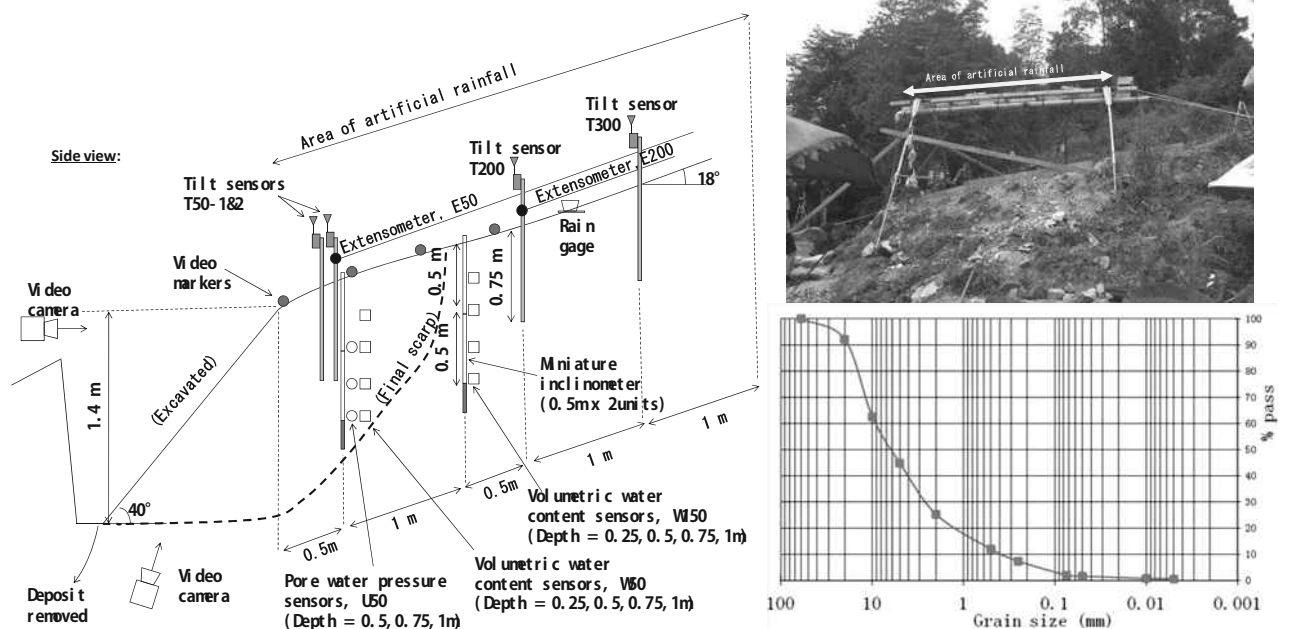 Side view:
Area of artificial rainfall
Tilt sensor
T300
Tilt sensor
T200
Tilt sensors
T50-1&2
Extensometer, E200
Extensometer, E50
18°
Rain
gage
Video
markers
Video
camera
0.5 m
0.75 m
0.5 m
1.4 m
(Excavated)
(Final scarp)
Miniature
inclinometer
(0.5m x 2units)
40°
1 m
1 m
0.5m
1 m
0.5m
Volumetric water
content sensors, W150
(Depth = 0.25, 0.5, 0.75, 1m)
Volumetric water
content sensors, W50
(Depth = 0.25, 0.5, 0.75, 1m)
Pore water pressure
sensors, U50
(Depth = 0.5, 0.75, 1m)
Video
camera
Deposit
removed
Area of artificial rainfall
100
90
80
70
60
50
40
30
20
10
0
% pass
100
10
1
0.1
0.01
0.001
Grain size (mm)